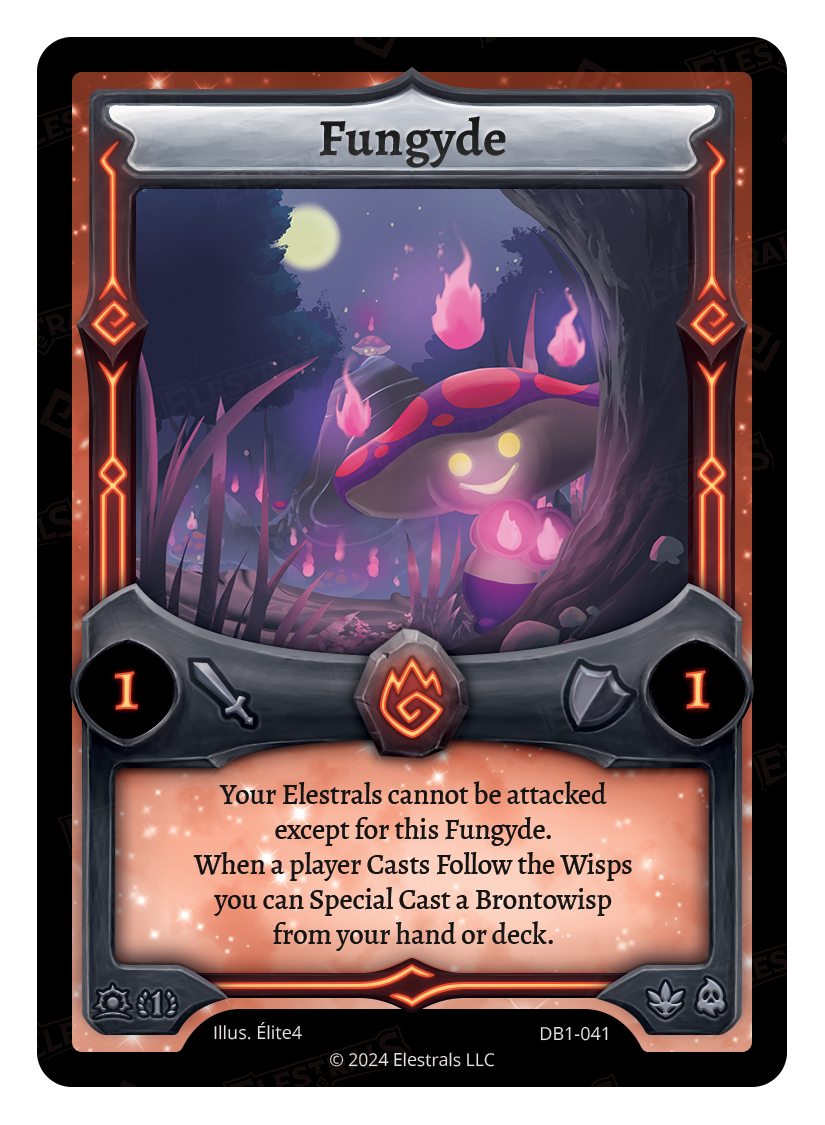 Fungyde
1 1
Your Elestrals cannot be attacked
except for this Fungyde.
When a player Casts Follow the Wisps
you can Special Cast a Brontowisp
from your hand or deck.
1
Illus. Élite4 DB1-041
© 2024 Elestrals LLC